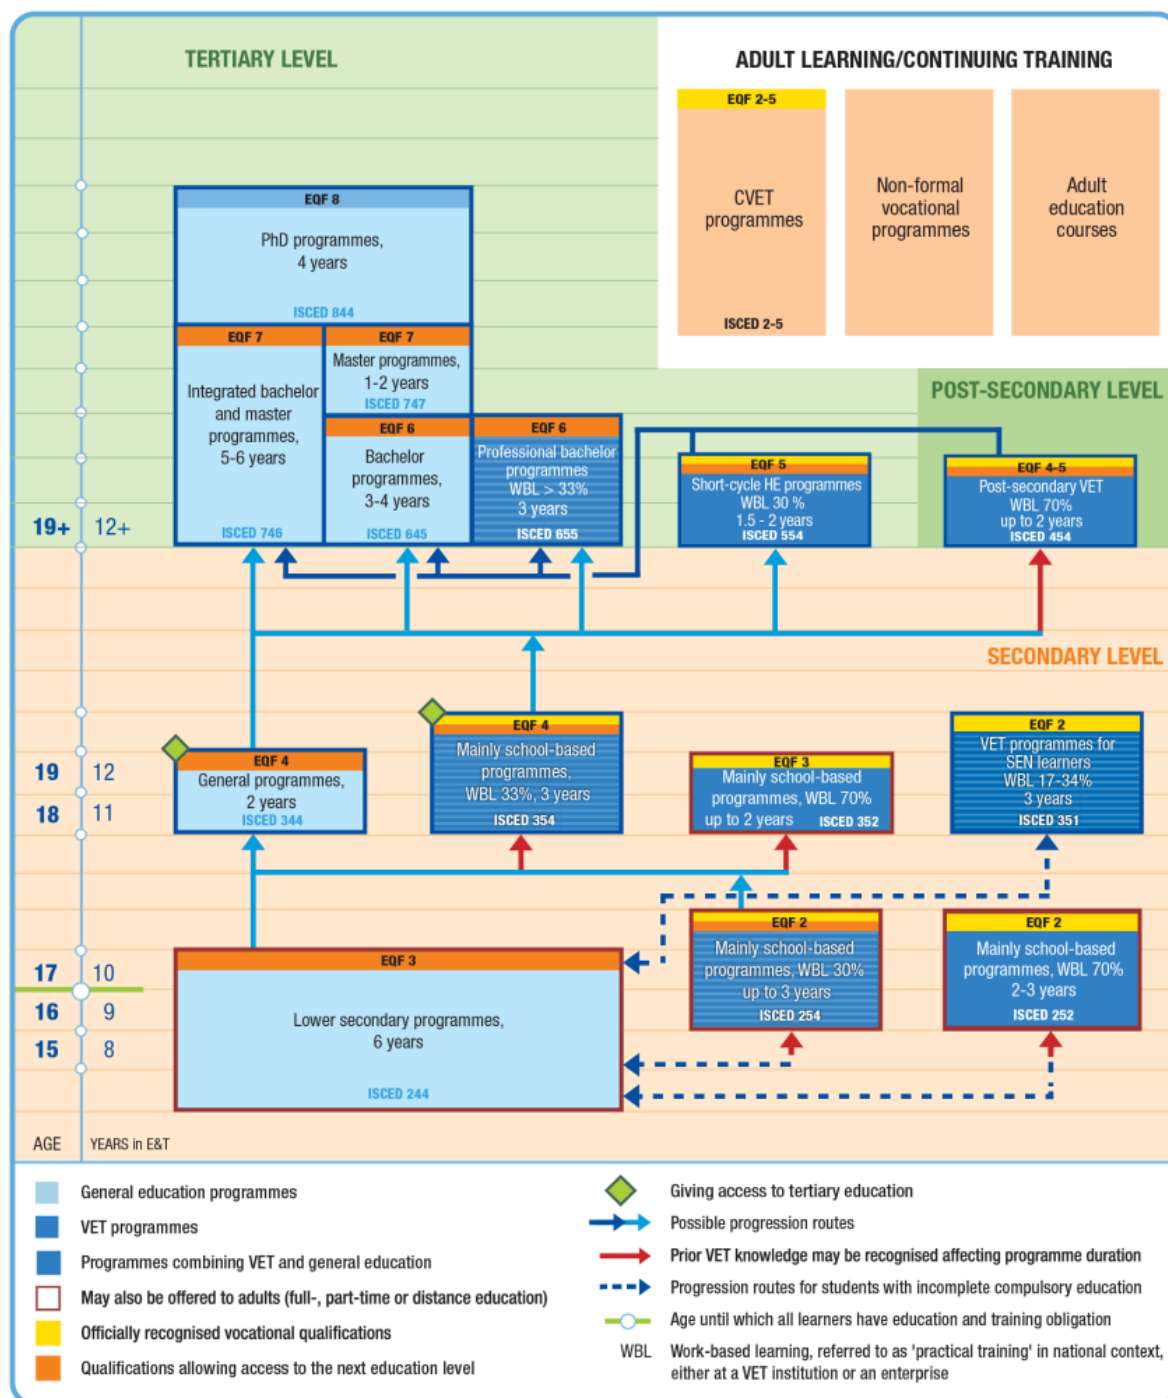 TERTIARY LEVEL
ADULT LEARNING/CONTINUING TRAINING
EQF 2-5
CVET
programmes
ISCED 2-5
Non-formal
vocational
programmes
Adult
education
courses
EQF 8
PhD programmes,
4 years
ISCED 844
EQF 7
Integrated bachelor
and master
programmes,
5-6 years
ISCED 746
EQF 7
Master programmes,
1-2 years
ISCED 747
EQF 6
Bachelor
programmes,
3-4 years
ISCED 645
EQF 6
Professional bachelor
programmes
WBL > 33%
3 years
ISCED 655
POST-SECONDARY LEVEL
EQF 5
Short-cycle HE programmes
WBL 30 %
1.5 - 2 years
ISCED 554
EQF 4-5
Post-secondary VET
WBL 70%
up to 2 years
ISCED 454
19+ 12+
SECONDARY LEVEL
EQF 4
General programmes,
2 years
ISCED 344
EQF 4
Mainly school-based
programmes,
WBL 33%, 3 years
ISCED 354
EQF 3
Mainly school-based
programmes, WBL 70%
up to 2 years ISCED 352
EQF 2
VET programmes for
SEN learners
WBL 17-34%
3 years
ISCED 351
19 12
18 11
EQF 3
Lower secondary programmes,
6 years
ISCED 244
EQF 2
Mainly school-based
programmes, WBL 30%
up to 3 years
ISCED 254
EQF 2
Mainly school-based
programmes, WBL 70%
2-3 years
ISCED 252
17 10
16 9
15 8
AGE YEARS in E&T
General education programmes
VET programmes
Programmes combining VET and general education
May also be offered to adults (full-, part-time or distance education)
Officially recognised vocational qualifications
Qualifications allowing access to the next education level
Giving access to tertiary education
Possible progression routes
Prior VET knowledge may be recognised affecting programme duration
Progression routes for students with incomplete compulsory education
Age until which all learners have education and training obligation
WBL Work-based learning, referred to as 'practical training' in national context,
either at a VET institution or an enterprise